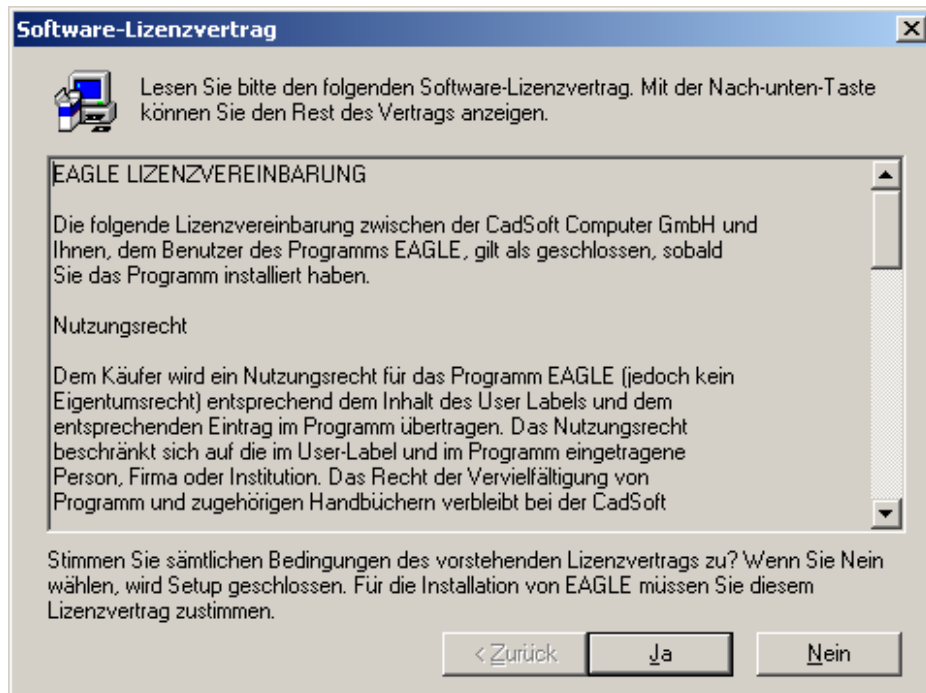 Software-Lizenzvertrag
Lesen Sie bitte den folgenden Software-Lizenzvertrag. Mit der Nach-unten-Taste
können Sie den Rest des Vertrags anzeigen.
EAGLE LIZENZVEREINBARUNG
Die folgende Lizenzvereinbarung zwischen der CadSoft Computer GmbH und
Ihnen, dem Benutzer des Programms EAGLE, gilt als geschlossen, sobald
Sie das Programm installiert haben.
Nutzungsrecht
Dem Käufer wird ein Nutzungsrecht für das Programm EAGLE (jedoch kein
Eigentumsrecht) entsprechend dem Inhalt des User Labels und dem
entsprechenden Eintrag im Programm übertragen. Das Nutzungsrecht
beschränkt sich auf die im User-Label und im Programm eingetragene
Person, Firma oder Institution. Das Recht der Vervielfältigung von
Programm und zugehörigen Handbüchern verbleibt bei der CadSoft
Stimmen Sie sämtlichen Bedingungen des vorstehenden Lizenzvertrags zu? Wenn Sie Nein
wählen, wird Setup geschlossen. Für die Installation von EAGLE müssen Sie diesem
Lizenzvertrag zustimmen.
< Zurück Ja Nein